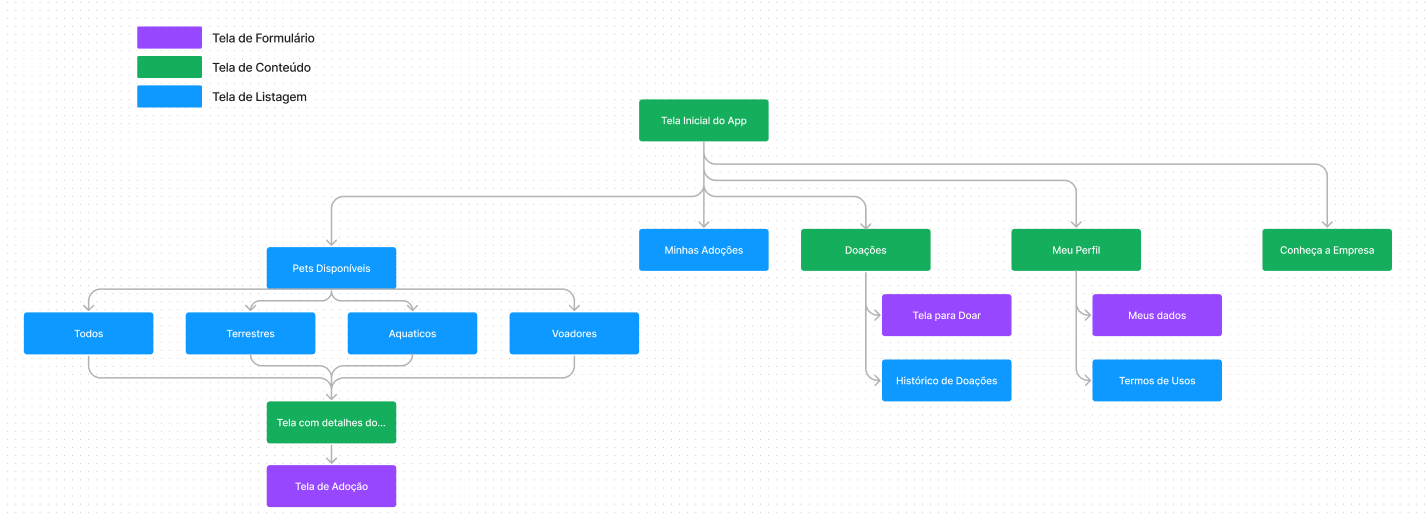 Tela de Formulário
Tela de Conteúdo
Tela de Listagem
Tela Inicial do App
Minhas Adoções
Doações
Meu Perfil
Conheça a Empresa
Pets Disponíveis
Tela para Doar
Meus dados
Todos
Terrestres
Aquaticos
Voadores
Histórico de Doações
Termos de Usos
Tela com detalhes do...
Tela de Adoção